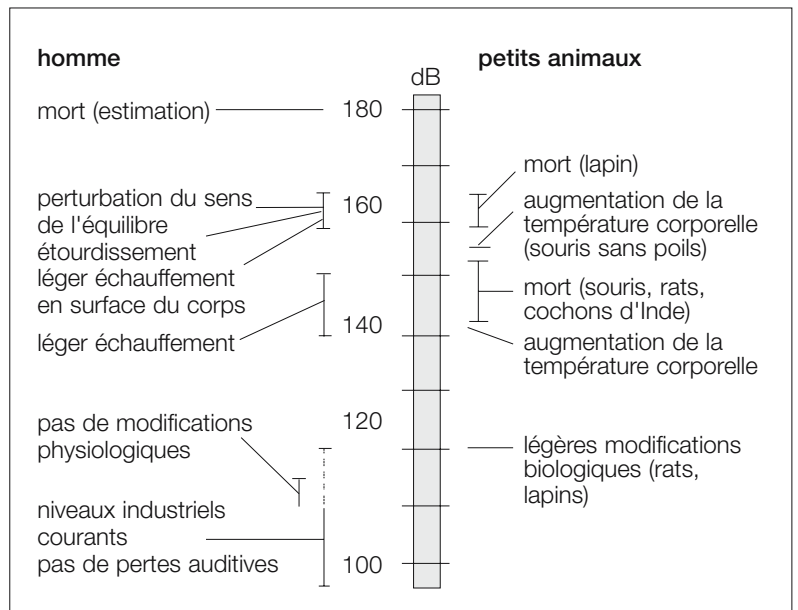 homme
mort (estimation)
perturbation du sens
de l'équilibre
étourdissement
léger échauffement
en surface du corps
léger échauffement
pas de modifications
physiologiques
niveaux industriels
courants
pas de pertes auditives
dB
180
160
140
120
100
petits animaux
mort (lapin)
augmentation de la
température corporelle
(souris sans poils)
mort (souris, rats,
cochons d'Inde)
augmentation de la
température corporelle
légères modifications
biologiques (rats,
lapins)